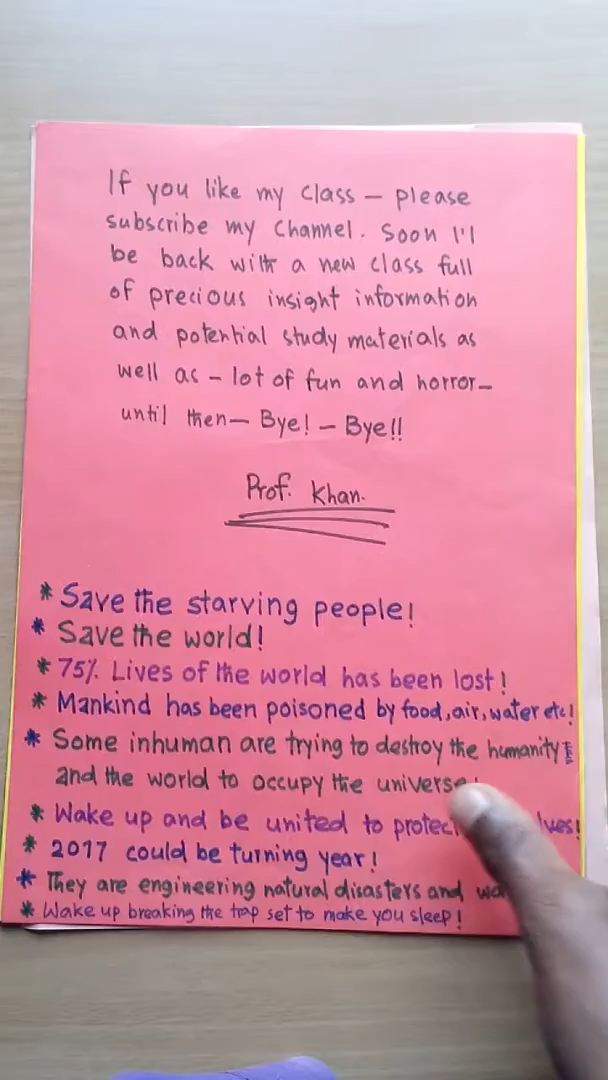 If you like my class – please
subscribe my Channel. Soon I'l
be back with a new class full
of precious insight information
and potential study materials as
well as – lot of fun and horror–
until then– Bye! – Bye!!
Prof. Khan.
* Save the starving people!
* Save the world!
* 75% Lives of the world has been lost!
* Mankind has been poisoned by food, air, water etc!
* Some inhuman are trying to destroy the humanity
and the world to occupy the universe!
* Wake up and be united to protect
* 2017 could be turning year!
* They are engineering natural disasters and
* Wake up breaking the trap set to make you sleep!